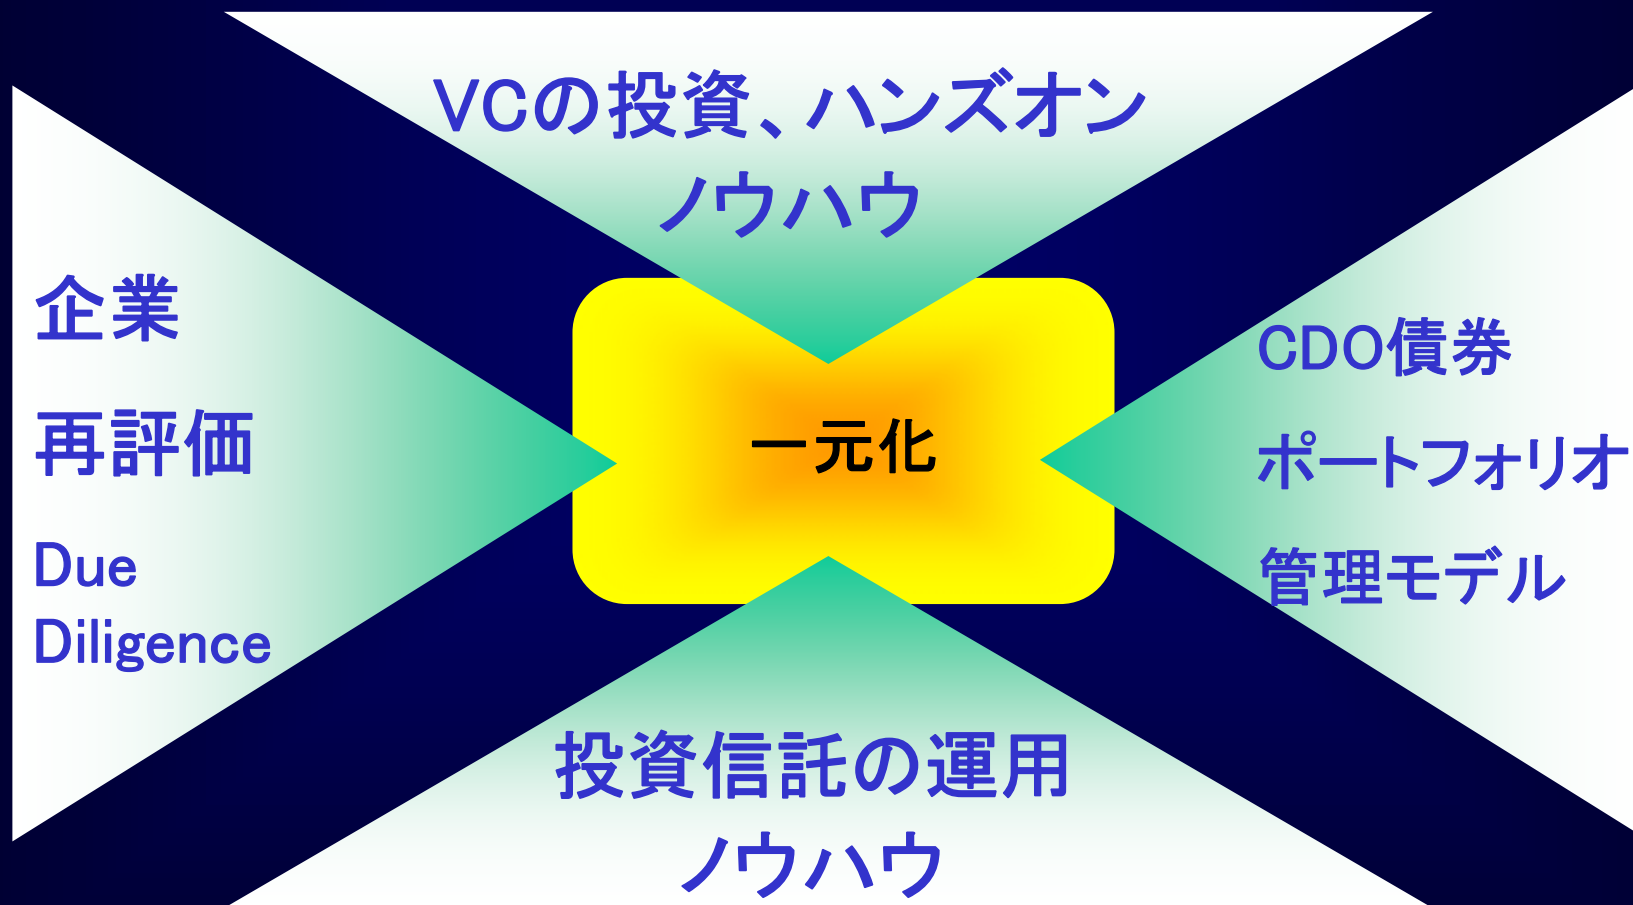 VCの投資、ハンズオン
ノウハウ
企業
再評価
Due
Diligence
一元化
CDO債券
ポートフォリオ
管理モデル
投資信託の運用
ノウハウ